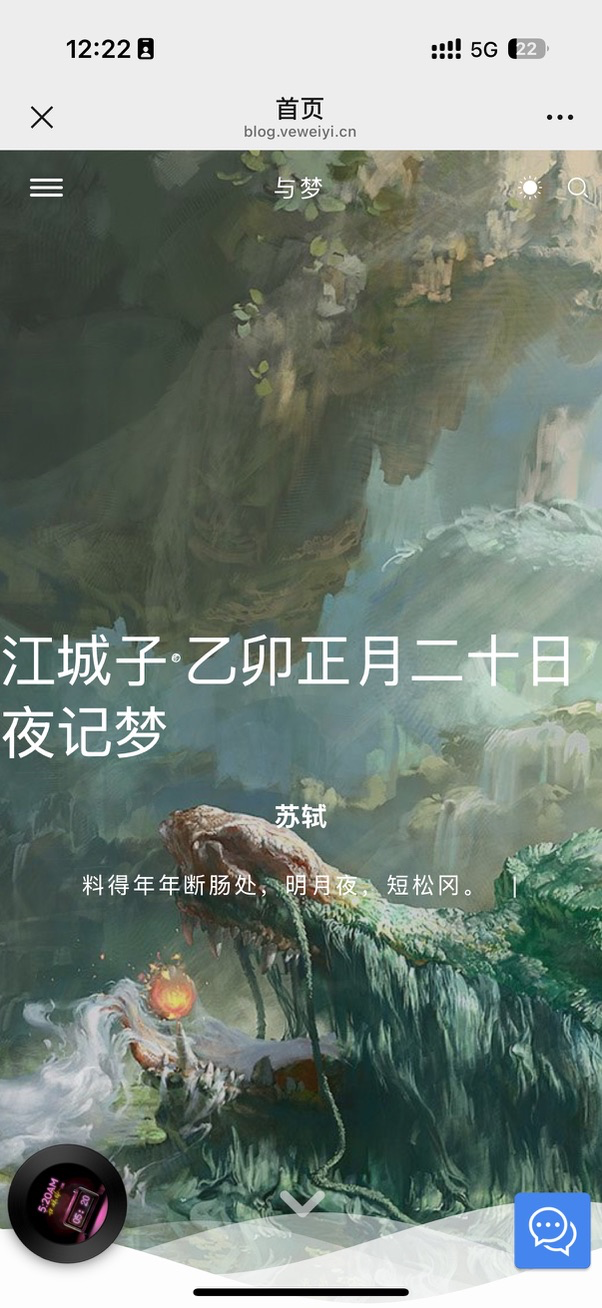 12:22
5G
22
首页
blog.veweiyi.cn
与梦
江城子·乙卯正月二十日
夜记梦
苏轼
料得年年断肠处，明月夜，短松冈。 |
5:20AM
05:20